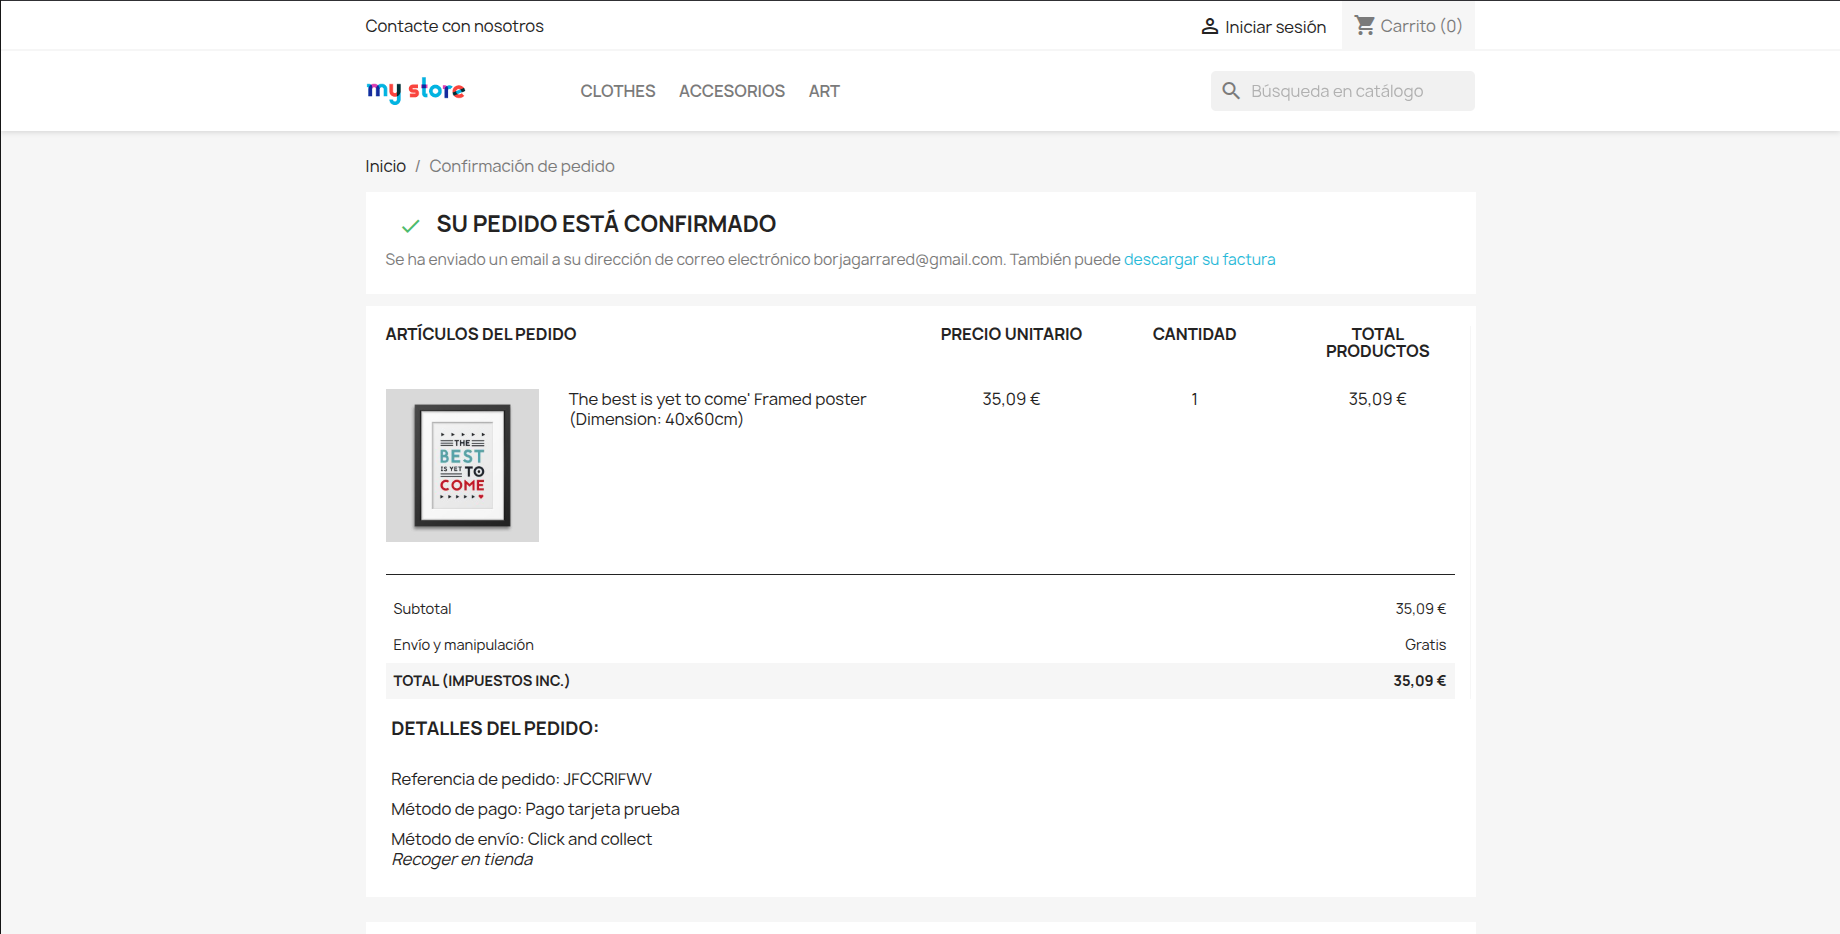 Contacte con nosotros
Iniciar sesión
Carrito (0)
my store
CLOTHES
ACCESORIOS
ART
Búsqueda en catálogo
Inicio / Confirmación de pedido
SU PEDIDO ESTÁ CONFIRMADO
Se ha enviado un email a su dirección de correo electrónico borjagarrared@gmail.com. También puede descargar su factura
ARTÍCULOS DEL PEDIDO
PRECIO UNITARIO
CANTIDAD
TOTAL
PRODUCTOS
THE
BEST
IS YET TO
COME
The best is yet to come' Framed poster
(Dimension: 40x60cm)
35,09 €
1
35,09 €
Subtotal 35,09 €
Envío y manipulación Gratis
TOTAL (IMPUESTOS INC.) 35,09 €
DETALLES DEL PEDIDO:
Referencia de pedido: JFCCRIFWV
Método de pago: Pago tarjeta prueba
Método de envío: Click and collect
Recoger en tienda